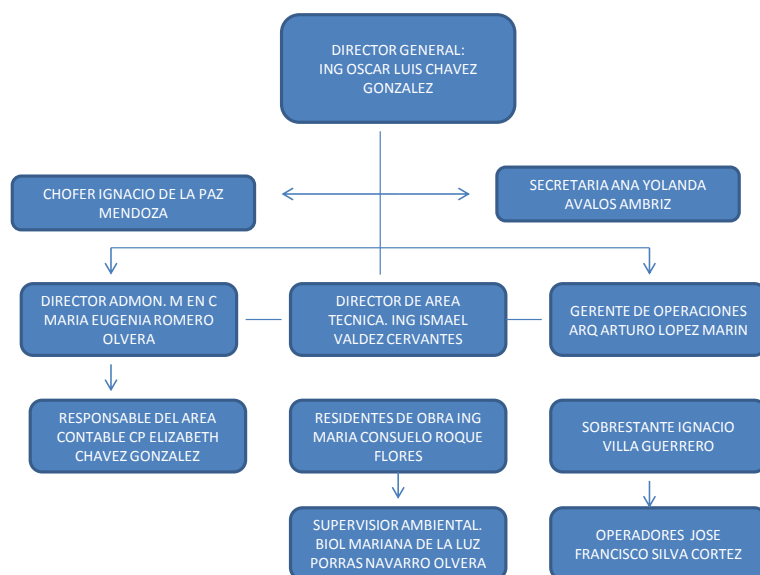 DIRECTOR GENERAL:
ING OSCAR LUIS CHAVEZ
GONZALEZ
CHOFER IGNACIO DE LA PAZ
MENDOZA
SECRETARIA ANA YOLANDA
AVALOS AMBRIZ
DIRECTOR ADMON. M EN C
MARIA EUGENIA ROMERO
OLVERA
DIRECTOR DE AREA
TECNICA. ING ISMAEL
VALDEZ CERVANTES
GERENTE DE OPERACIONES
ARQ ARTURO LOPEZ MARIN
RESPONSABLE DEL AREA
CONTABLE CP ELIZABETH
CHAVEZ GONZALEZ
RESIDENTES DE OBRA ING
MARIA CONSUELO ROQUE
FLORES
SOBRESTANTE IGNACIO
VILLA GUERRERO
SUPERVISIOR AMBIENTAL.
BIOL MARIANA DE LA LUZ
PORRAS NAVARRO OLVERA
OPERADORES JOSE
FRANCISCO SILVA CORTEZ